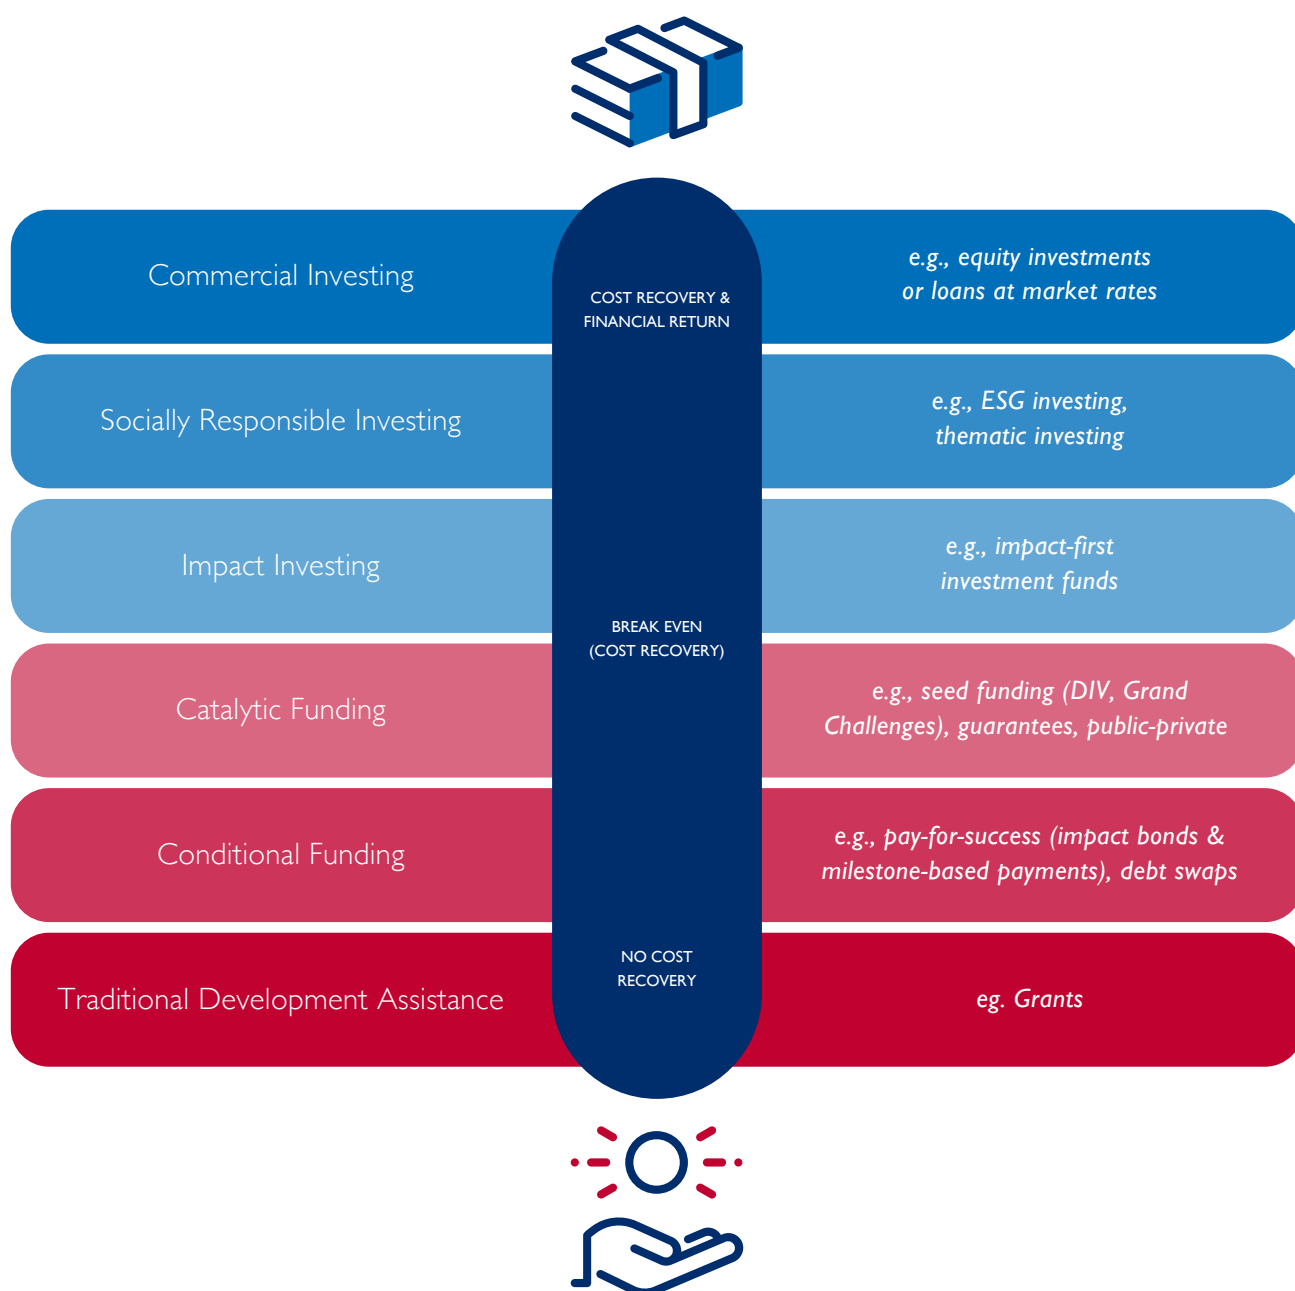 Commercial Investing
COST RECOVERY &
FINANCIAL RETURN
e.g., equity investments
or loans at market rates
Socially Responsible Investing
e.g., ESG investing,
thematic investing
Impact Investing
e.g., impact-first
investment funds
BREAK EVEN
(COST RECOVERY)
Catalytic Funding
e.g., seed funding (DIV, Grand
Challenges), guarantees, public-private
Conditional Funding
e.g., pay-for-success (impact bonds &
milestone-based payments), debt swaps
Traditional Development Assistance
NO COST
RECOVERY
eg. Grants